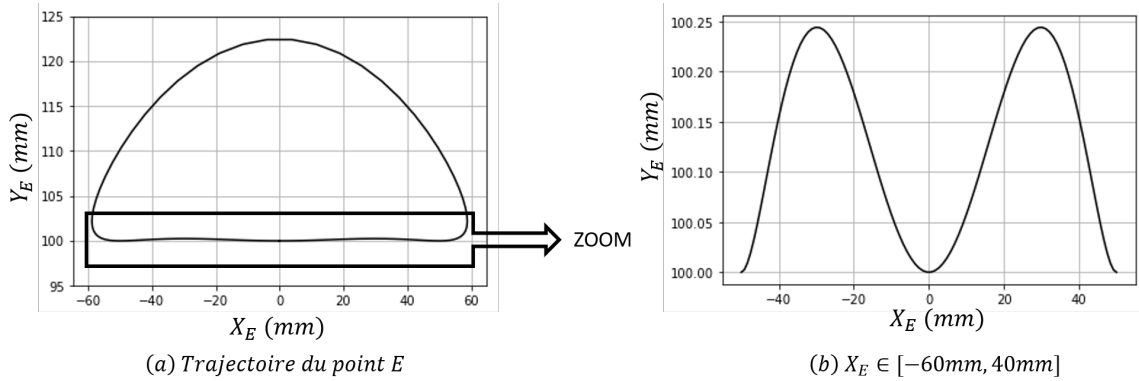 125
120
115
110
105
100
95
Y_E (mm)
−60 −40 −20 0 20 40 60
X_E (mm)
(a) Trajectoire du point E
ZOOM
100.25
100.20
100.15
100.10
100.05
100.00
Y_E (mm)
−40 −20 0 20 40
X_E (mm)
(b) X_E ∈ [−60mm, 40mm]